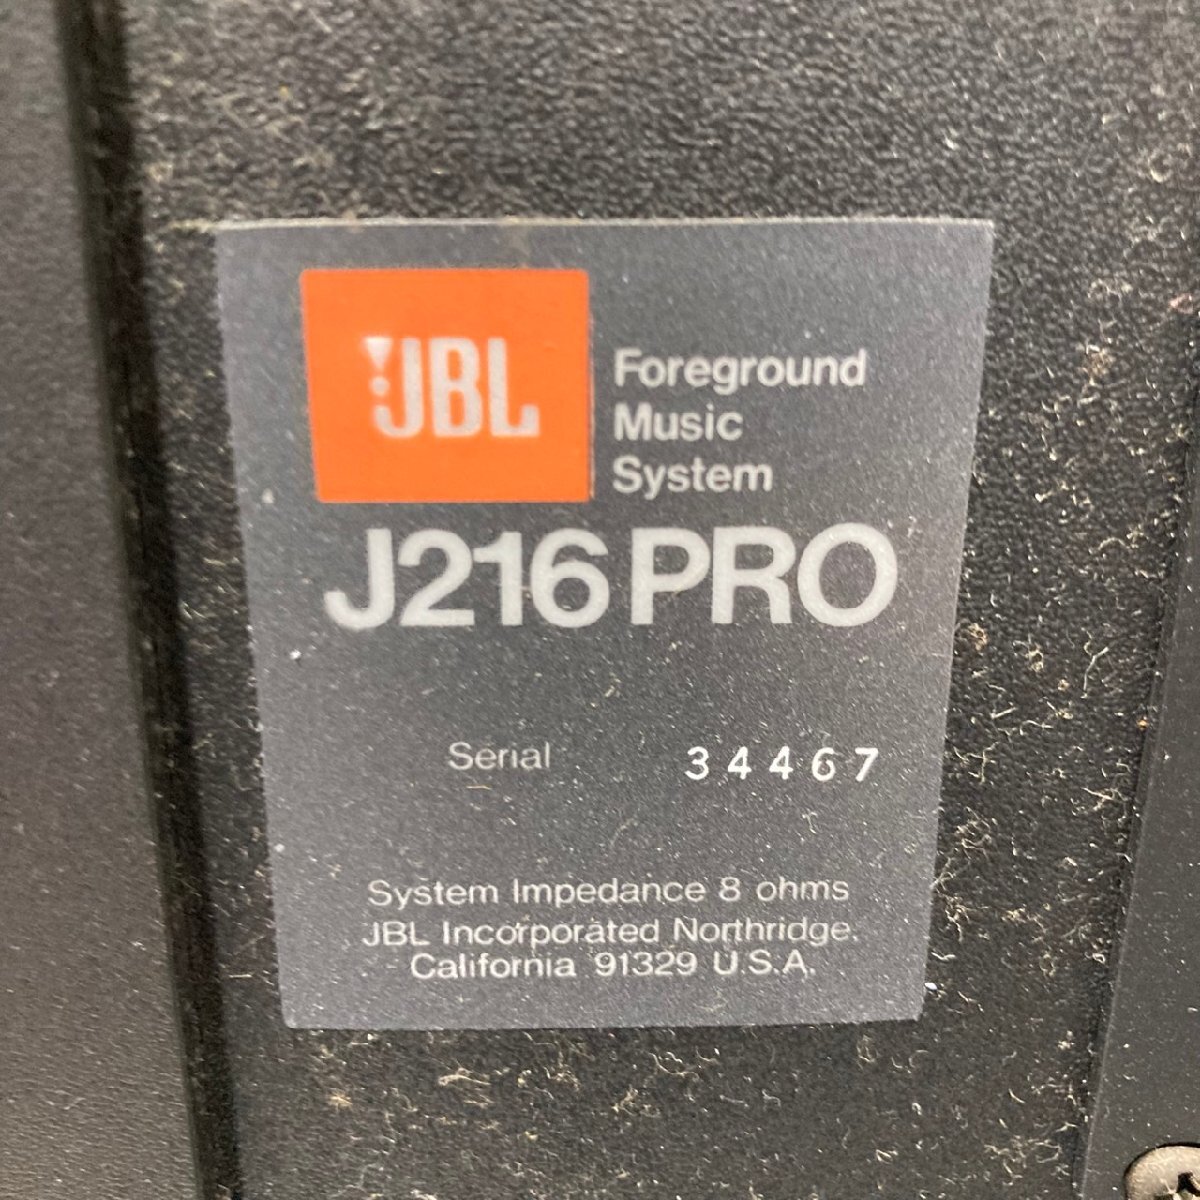 JBL
Foreground
Music
System
J216 PRO
Serial 34467
System Impedance 8 ohms
JBL Incorporated Northridge,
California 91329 U.S.A.